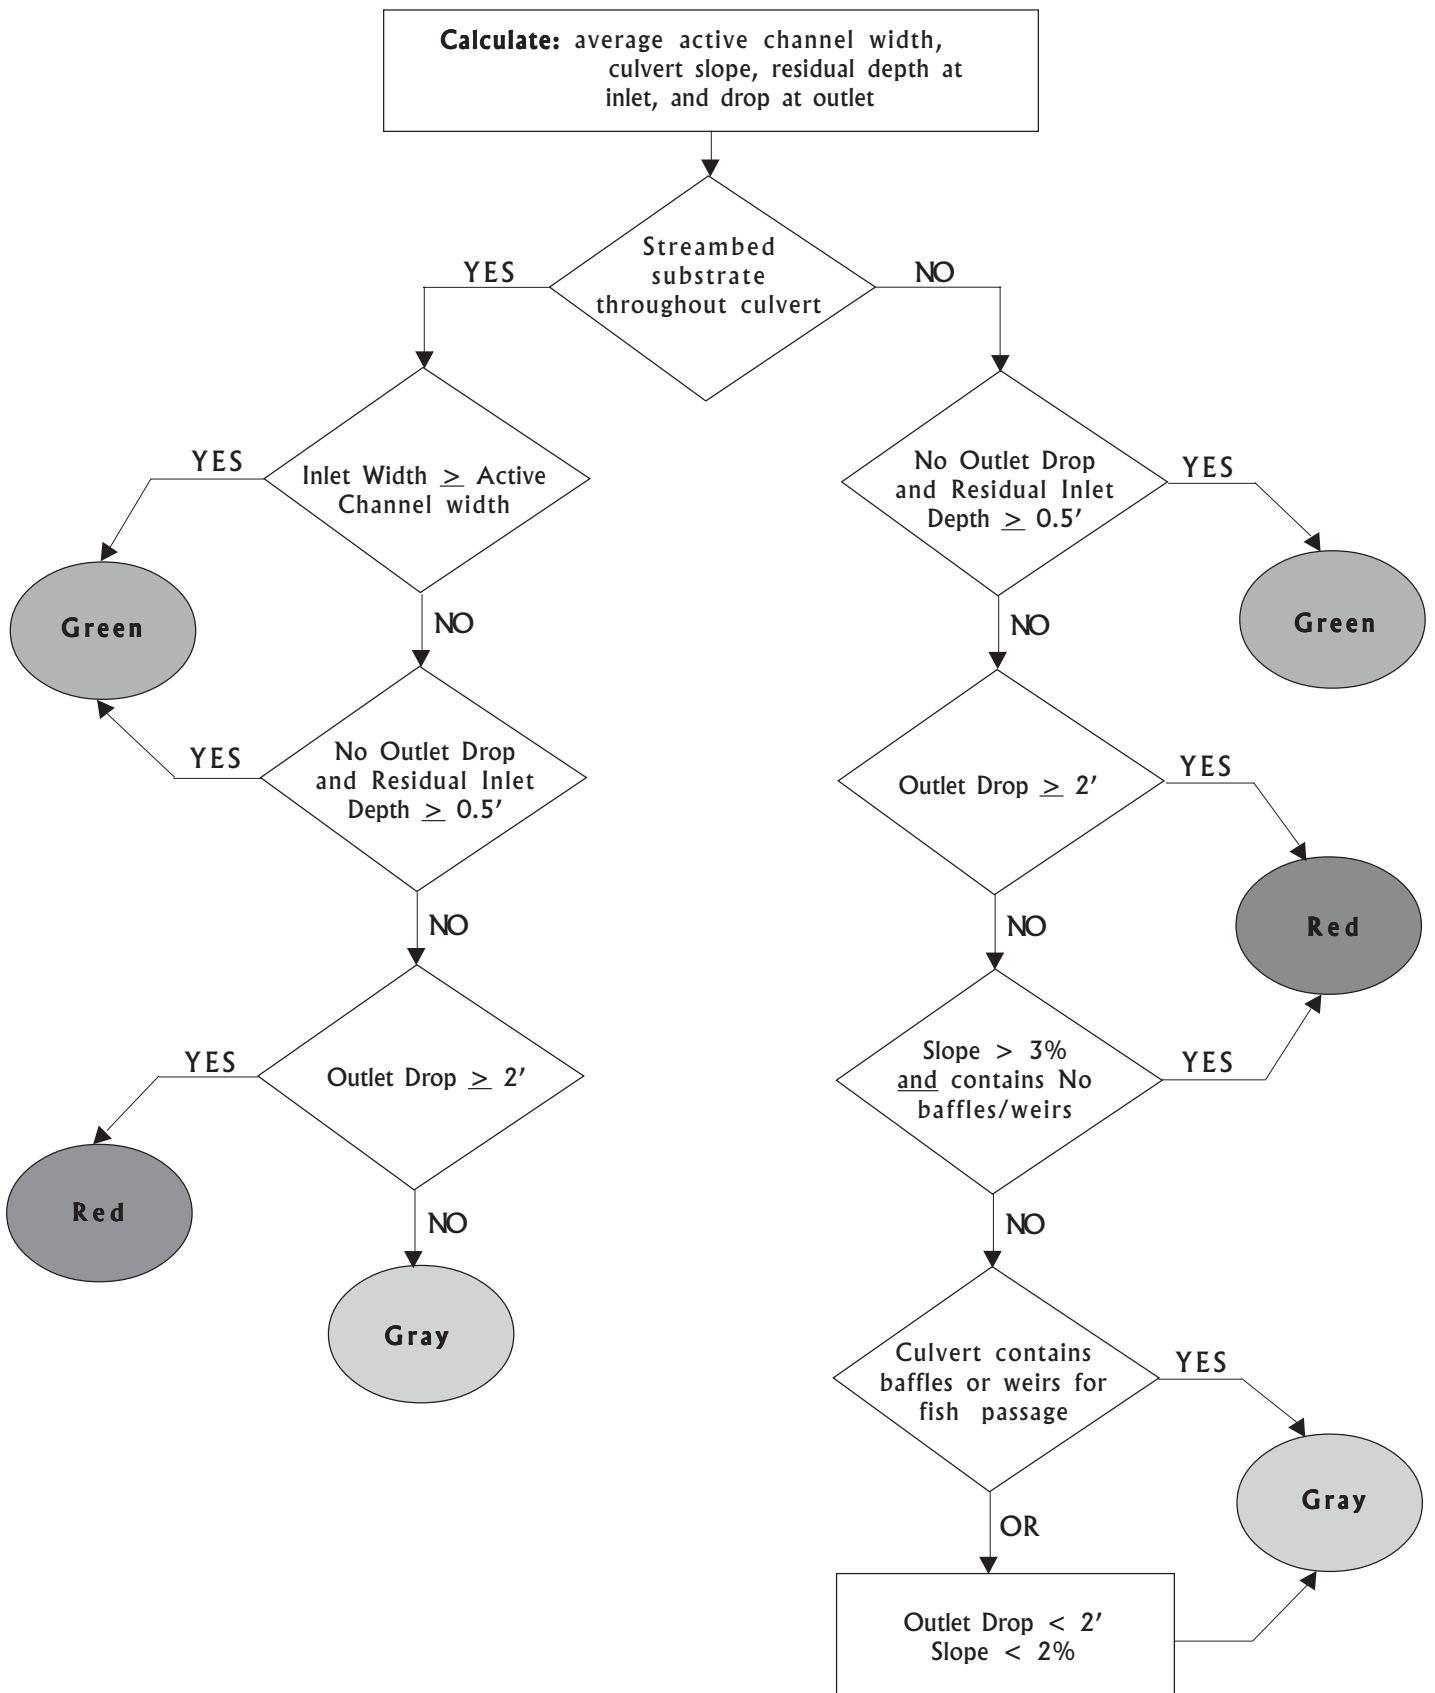 Calculate: average active channel width,
culvert slope, residual depth at
inlet, and drop at outlet
Streambed
substrate
throughout culvert
YES
NO
Inlet Width ≥ Active
Channel width
YES
NO
Green
No Outlet Drop
and Residual Inlet
Depth ≥ 0.5'
YES
NO
Outlet Drop ≥ 2'
YES
NO
Red
Gray
No Outlet Drop
and Residual Inlet
Depth ≥ 0.5'
YES
NO
Green
Outlet Drop ≥ 2'
YES
NO
Red
Slope > 3%
and contains No
baffles/weirs
YES
NO
Culvert contains
baffles or weirs for
fish passage
YES
OR
Gray
Outlet Drop < 2'
Slope < 2%